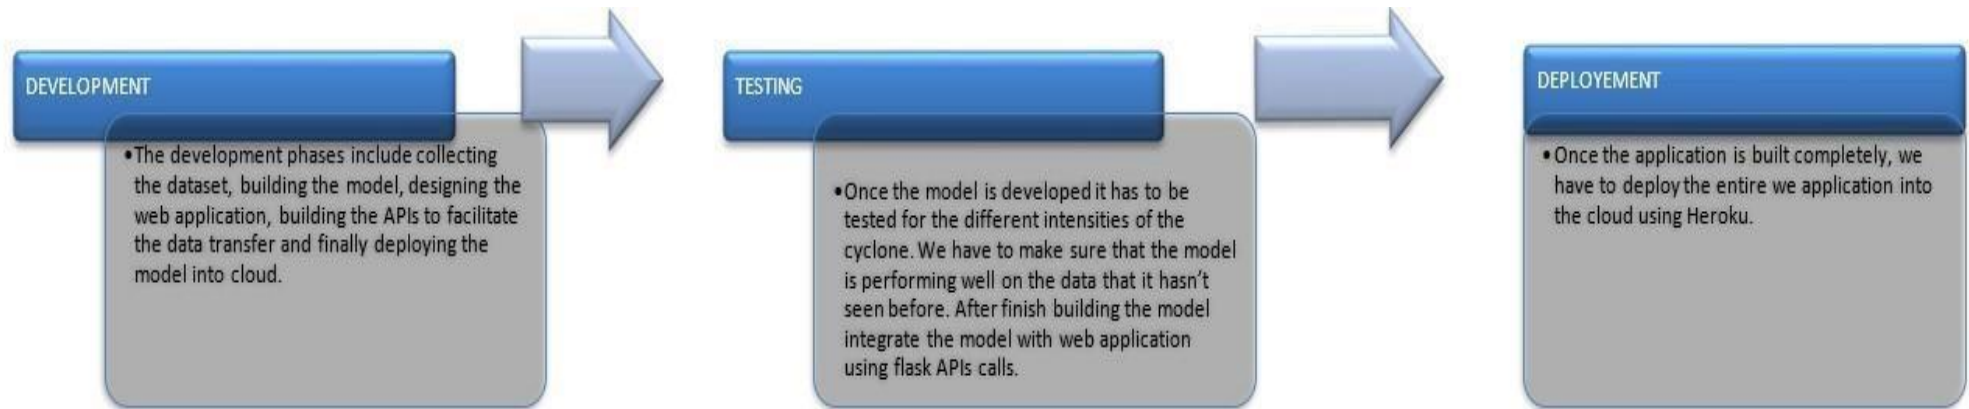 DEVELOPMENT
•The development phases include collecting
the dataset, building the model, designing the
web application, building the APIs to facilitate
the data transfer and finally deploying the
model into cloud.
TESTING
•Once the model is developed it has to be
tested for the different intensities of the
cyclone. We have to make sure that the model
is performing well on the data that it hasn't
seen before. After finish building the model
integrate the model with web application
using flask APIs calls.
DEPLOYEMENT
•Once the application is built completely, we
have to deploy the entire we application into
the cloud using Heroku.